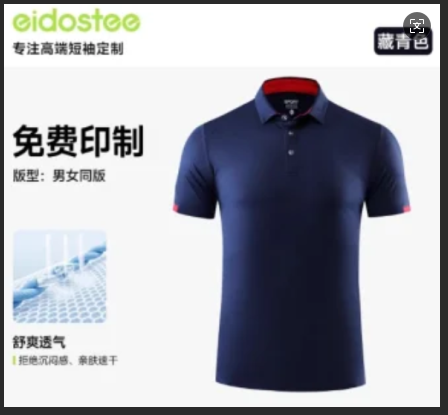 eidostee
专注高端短袖定制
藏青色
免费印制
版型：男女同版
舒爽透气
拒绝沉闷感、亲肤速干